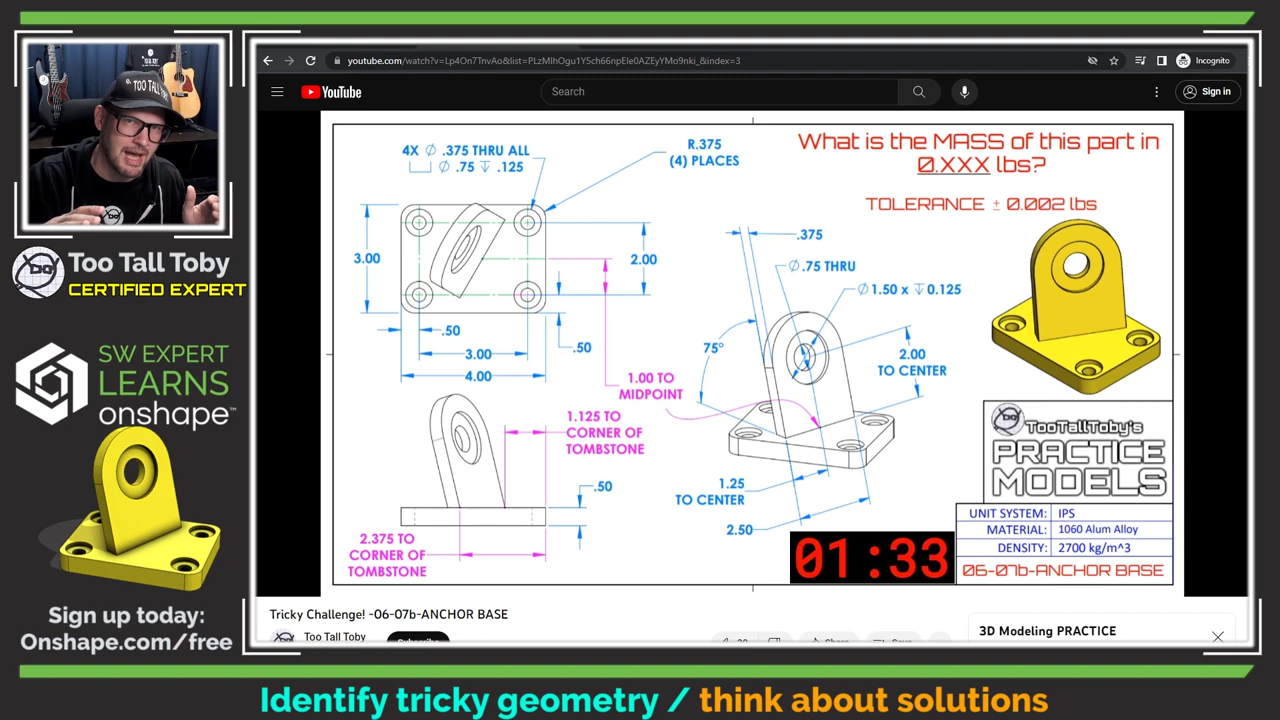 youtube.com/watch?v=Lp4On7TnvAo&list=PLzMIhOgu1Y5ch66npEle0AZEyYMo9nki_&index=3
Incognito
YouTube
Search
Sign in
TOO TALL TOBY
Too Tall Toby
CERTIFIED EXPERT
SW EXPERT
LEARNS
onshape™
Sign up today:
Onshape.com/free
4X ∅ .375 THRU ALL
⌴ ∅ .75 ↧ .125
R.375
(4) PLACES
3.00
2.00
.50
.50
3.00
4.00
1.00 TO
MIDPOINT
1.125 TO
CORNER OF
TOMBSTONE
.50
2.375 TO
CORNER OF
TOMBSTONE
What is the MASS of this part in
0.XXX lbs?
TOLERANCE ± 0.002 lbs
.375
∅ .75 THRU
∅ 1.50 x ↧ 0.125
75°
2.00
TO CENTER
1.25
TO CENTER
2.50
01:33
TooTallToby's
PRACTICE
MODELS
UNIT SYSTEM: IPS
MATERIAL: 1060 Alum Alloy
DENSITY: 2700 kg/m^3
06-07b-ANCHOR BASE
Tricky Challenge! -06-07b-ANCHOR BASE
Too Tall Toby
Subscribe
3D Modeling PRACTICE
Identify tricky geometry / think about solutions